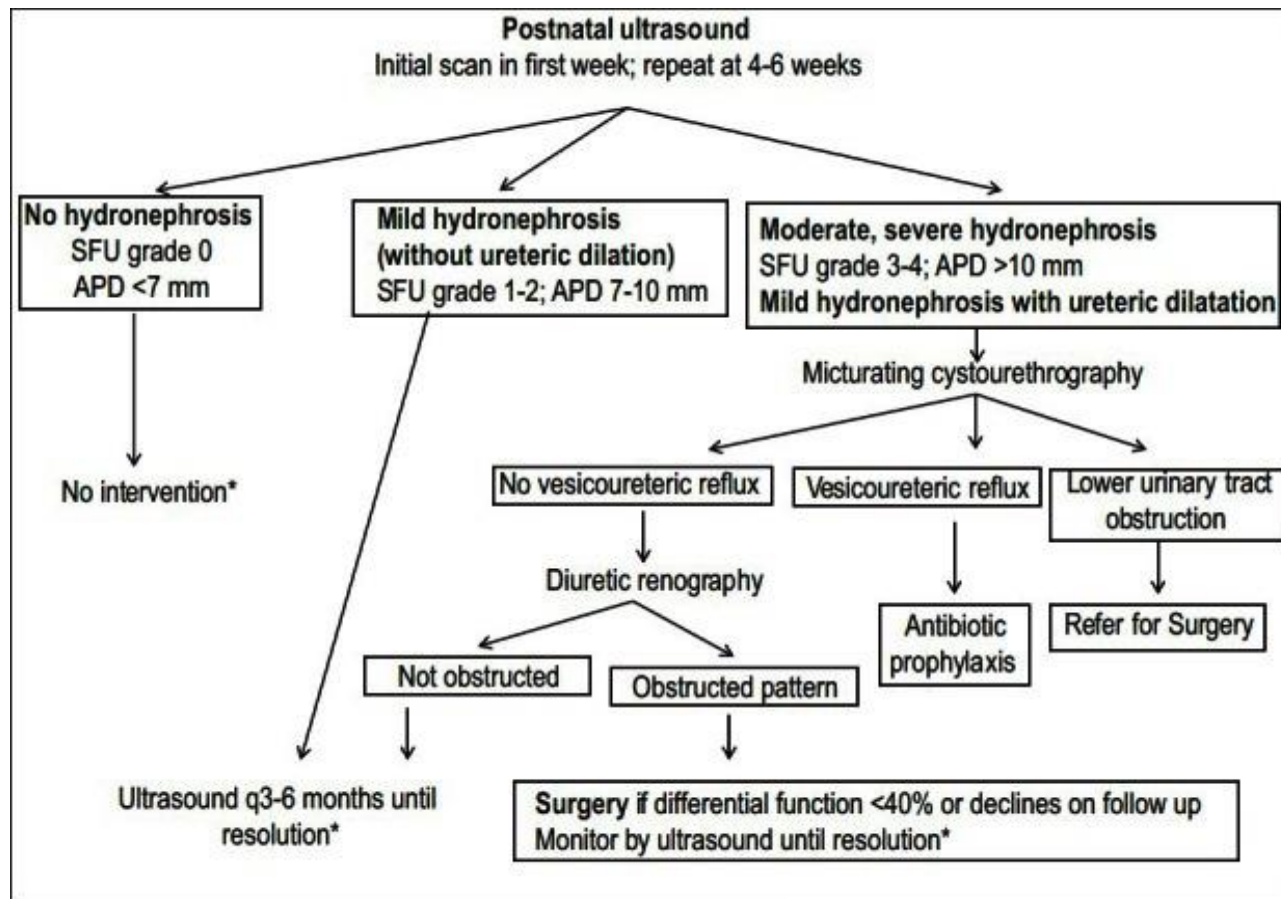 Postnatal ultrasound
Initial scan in first week; repeat at 4-6 weeks
No hydronephrosis
SFU grade 0
APD <7 mm
Mild hydronephrosis
(without ureteric dilation)
SFU grade 1-2; APD 7-10 mm
Moderate, severe hydronephrosis
SFU grade 3-4; APD >10 mm
Mild hydronephrosis with ureteric dilatation
Micturating cystourethrography
No intervention*
No vesicoureteric reflux
Vesicoureteric reflux
Lower urinary tract
obstruction
Diuretic renography
Antibiotic
prophylaxis
Refer for Surgery
Not obstructed
Obstructed pattern
Ultrasound q3-6 months until
resolution*
Surgery if differential function <40% or declines on follow up
Monitor by ultrasound until resolution*